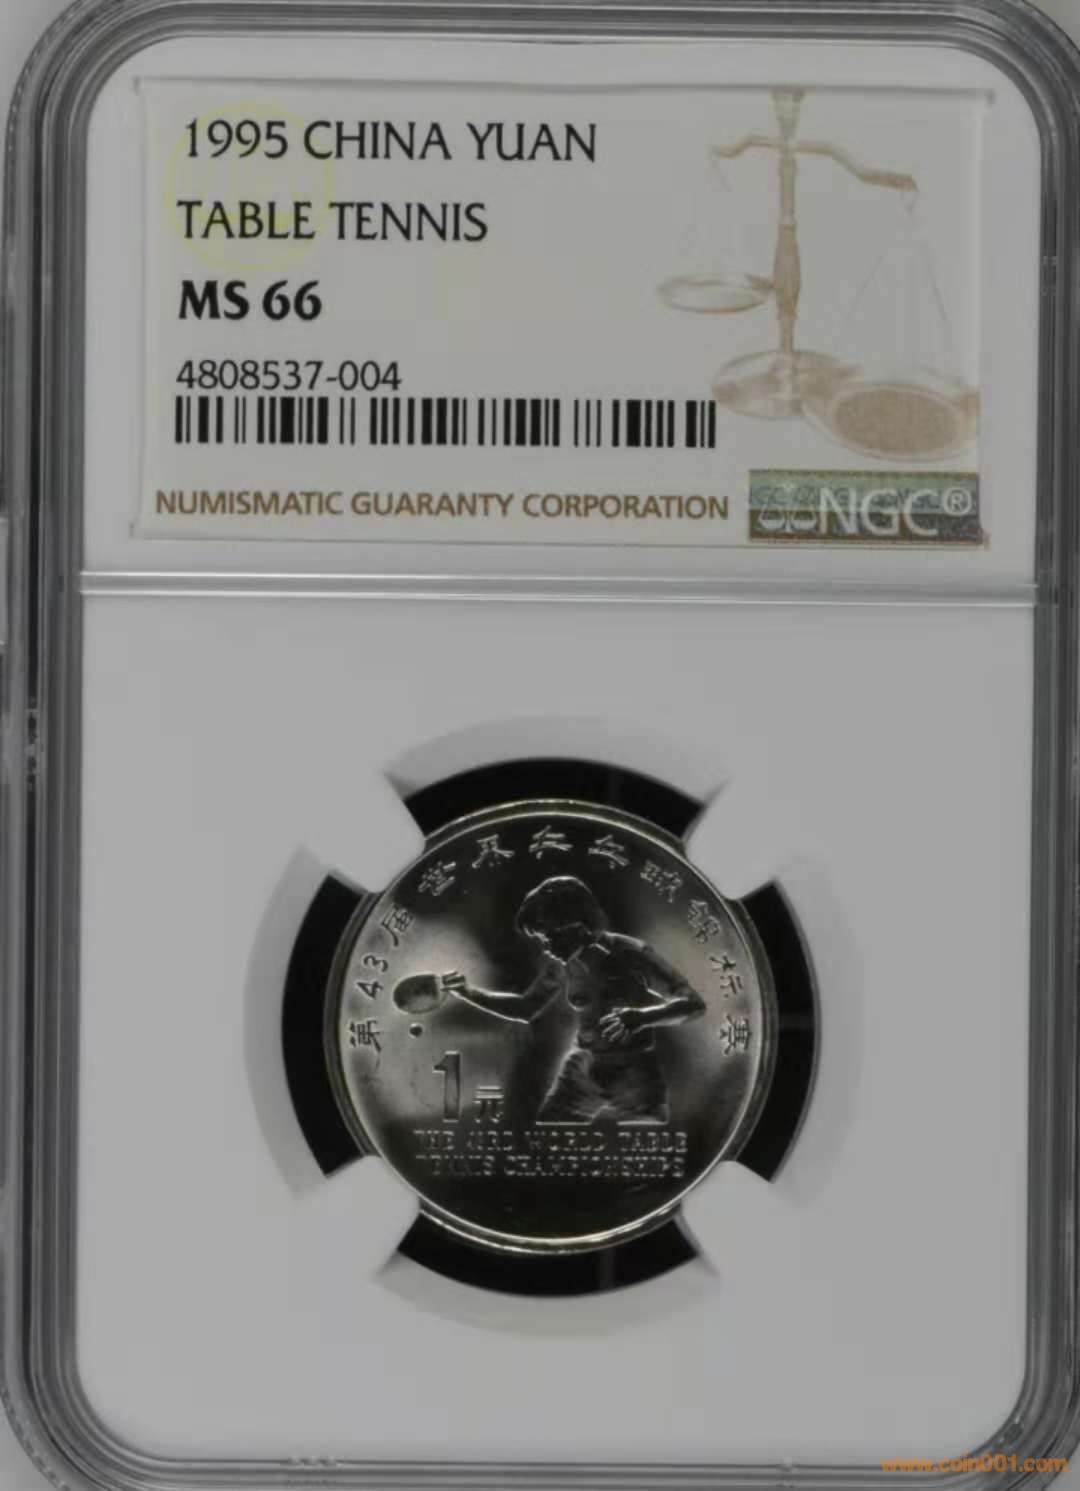 1995 CHINA YUAN
TABLE TENNIS
MS 66
4808537-004
NUMISMATIC GUARANTY CORPORATION
NGC®
第43届世界乒乓球锦标赛
1元
THE 43RD WORLD TABLE
TENNIS CHAMPIONSHIPS
www.coin001.com